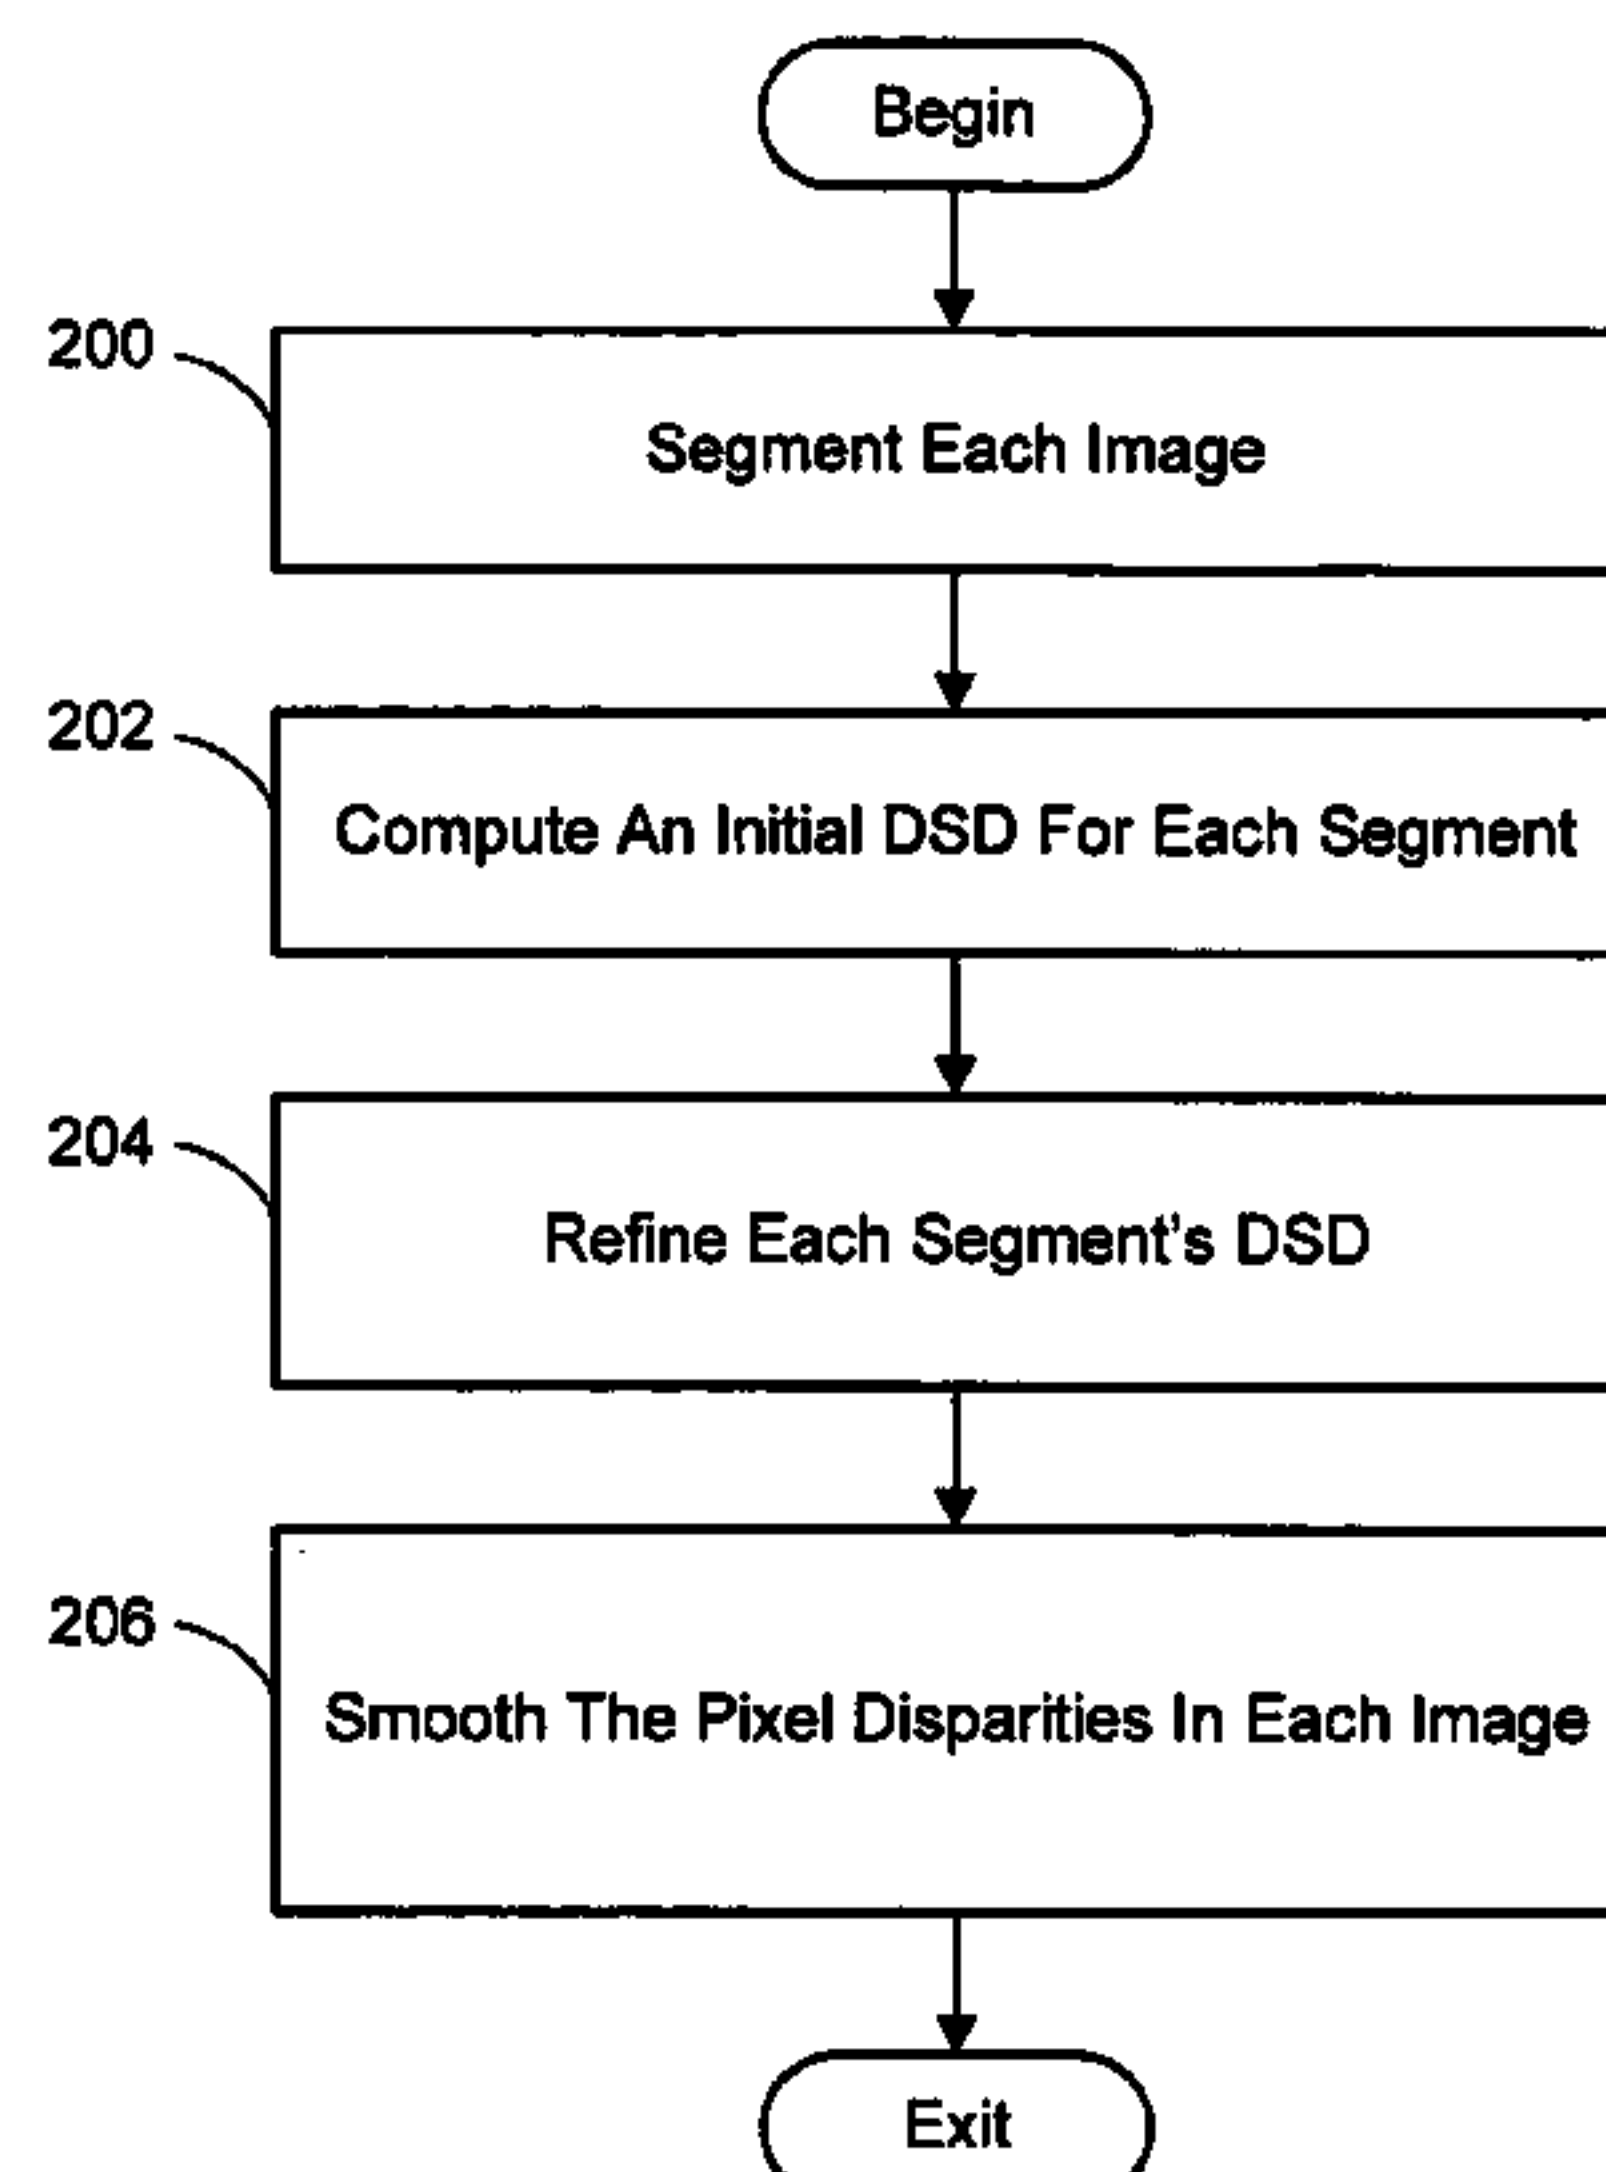 Begin
200
Segment Each Image
202
Compute An Initial DSD For Each Segment
204
Refine Each Segment's DSD
206
Smooth The Pixel Disparities In Each Image
Exit